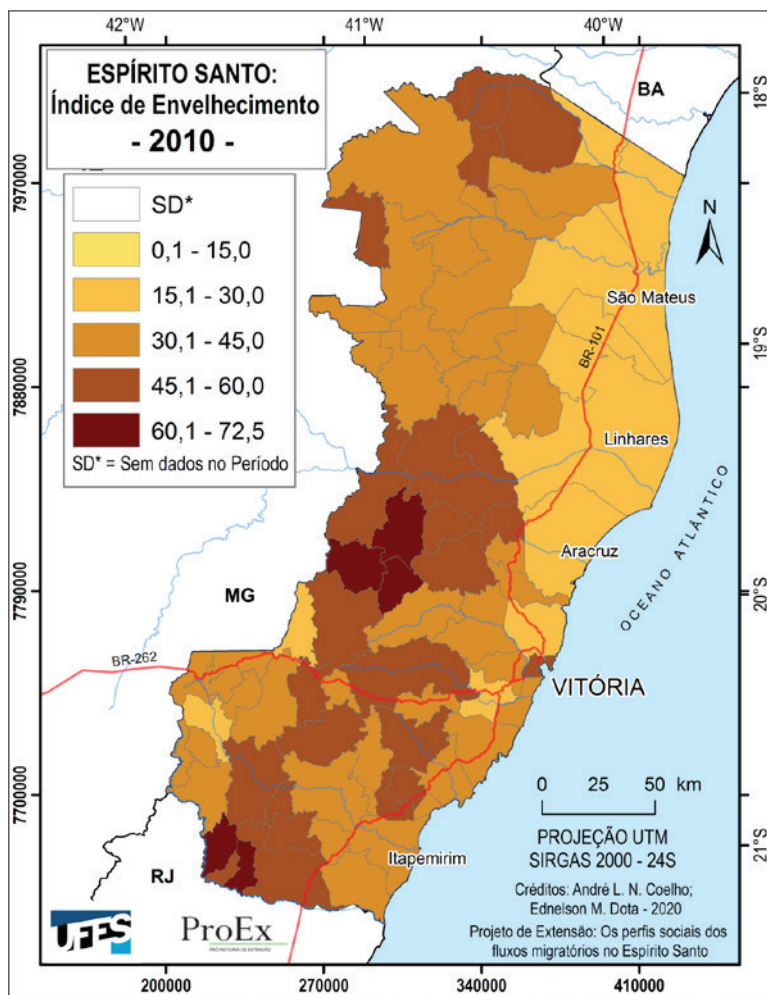 42°W
41°W
40°W
ESPÍRITO SANTO:
Índice de Envelhecimento
- 2010 -
SD*
0,1 - 15,0
15,1 - 30,0
30,1 - 45,0
45,1 - 60,0
60,1 - 72,5
SD* = Sem dados no Período
BA
18°S
7970000
N
São Mateus
BR-101
19°S
7880000
Linhares
OCEANO ATLÂNTICO
Aracruz
7790000
20°S
MG
BR-262
VITÓRIA
0 25 50 km
7700000
PROJEÇÃO UTM
SIRGAS 2000 - 24S
21°S
Itapemirim
RJ
Créditos: André L. N. Coelho;
Ednelson M. Dota - 2020
Projeto de Extensão: Os perfis sociais dos
fluxos migratórios no Espírito Santo
UFES
ProEx
PRÓ-REITORIA DE EXTENSÃO
200000
270000
340000
410000